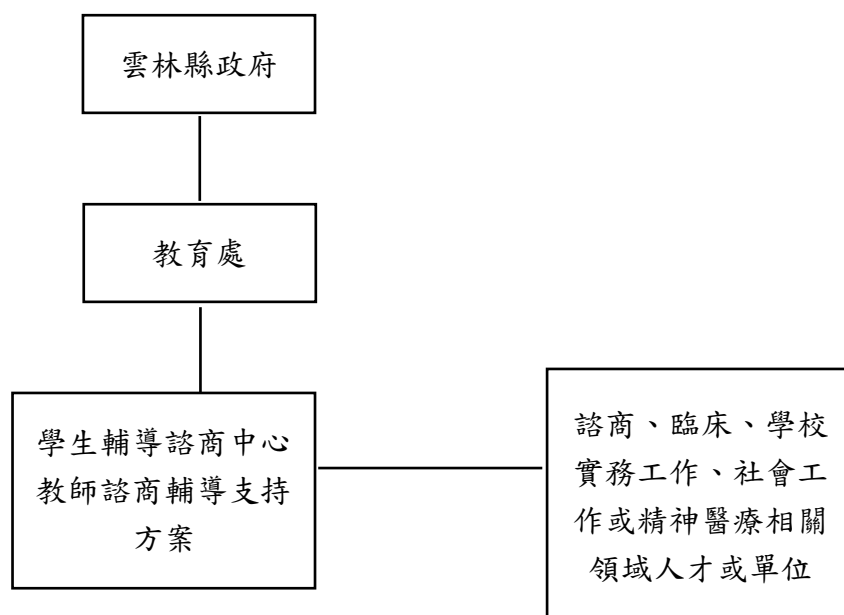 雲林縣政府
教育處
學生輔導諮商中心
教師諮商輔導支持
方案
諮商、臨床、學校
實務工作、社會工
作或精神醫療相關
領域人才或單位